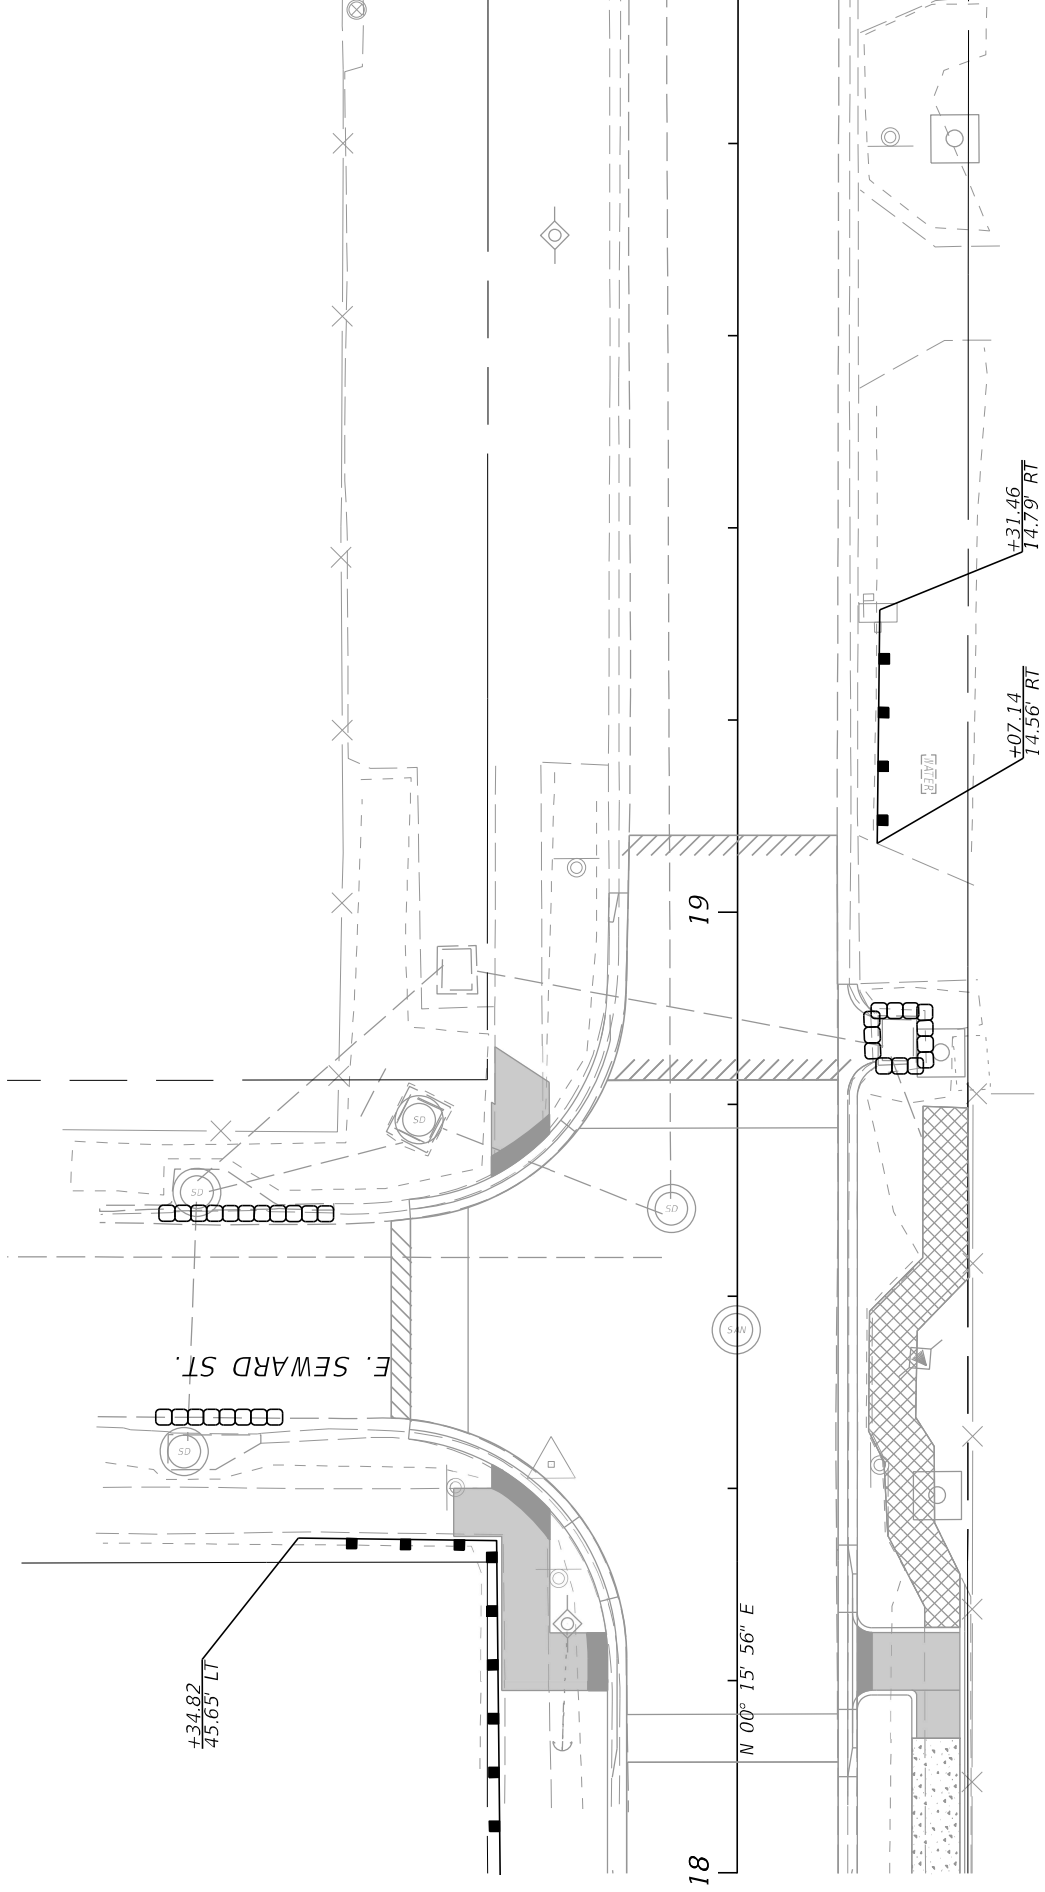 +31.46
14.79' RT
+07.14
14.56' RT
WATER
19
SD
SD
SD
SAN
E. SEWARD ST.
SD
N 00° 15' 56" E
+34.82
45.65' LT
18